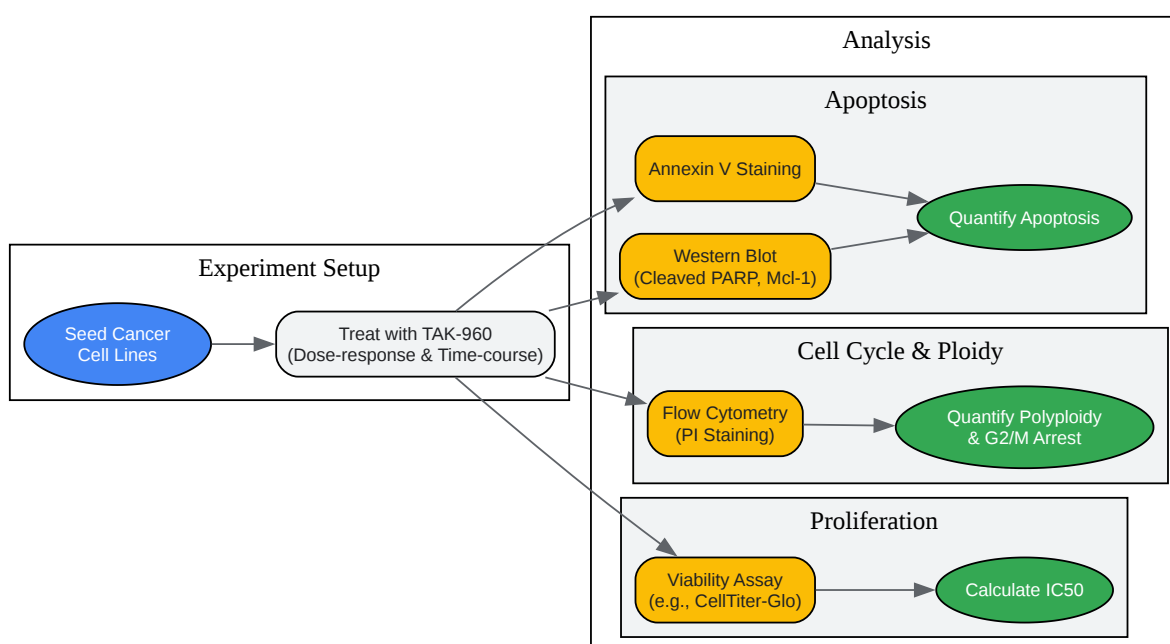 Analysis
Apoptosis
Annexin V Staining
Quantify Apoptosis
Western Blot
(Cleaved PARP, Mcl-1)
Experiment Setup
Seed Cancer
Cell Lines
Treat with TAK-960
(Dose-response & Time-course)
Cell Cycle & Ploidy
Flow Cytometry
(PI Staining)
Quantify Polyploidy
& G2/M Arrest
Proliferation
Viability Assay
(e.g., CellTiter-Glo)
Calculate IC50